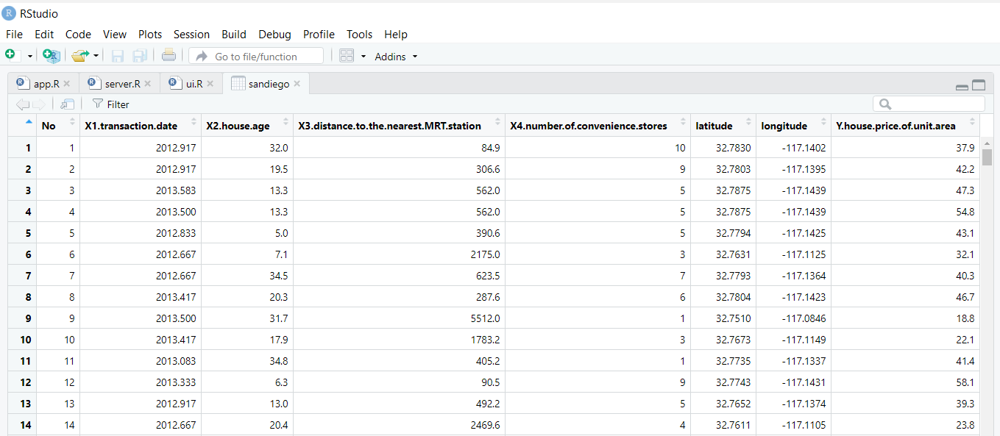 R RStudio
File Edit Code View Plots Session Build Debug Profile Tools Help
Go to file/function Addins
app.R server.R ui.R sandiego
Filter
No X1.transaction.date X2.house.age X3.distance.to.the.nearest.MRT.station X4.number.of.convenience.stores latitude longitude Y.house.price.of.unit.area
1 1 2012.917 32.0 84.9 10 32.7830 -117.1402 37.9
2 2 2012.917 19.5 306.6 9 32.7803 -117.1395 42.2
3 3 2013.583 13.3 562.0 5 32.7875 -117.1439 47.3
4 4 2013.500 13.3 562.0 5 32.7875 -117.1439 54.8
5 5 2012.833 5.0 390.6 5 32.7794 -117.1425 43.1
6 6 2012.667 7.1 2175.0 3 32.7631 -117.1125 32.1
7 7 2012.667 34.5 623.5 7 32.7793 -117.1364 40.3
8 8 2013.417 20.3 287.6 6 32.7804 -117.1423 46.7
9 9 2013.500 31.7 5512.0 1 32.7510 -117.0846 18.8
10 10 2013.417 17.9 1783.2 3 32.7673 -117.1149 22.1
11 11 2013.083 34.8 405.2 1 32.7735 -117.1337 41.4
12 12 2013.333 6.3 90.5 9 32.7743 -117.1431 58.1
13 13 2012.917 13.0 492.2 5 32.7652 -117.1374 39.3
14 14 2012.667 20.4 2469.6 4 32.7611 -117.1105 23.8